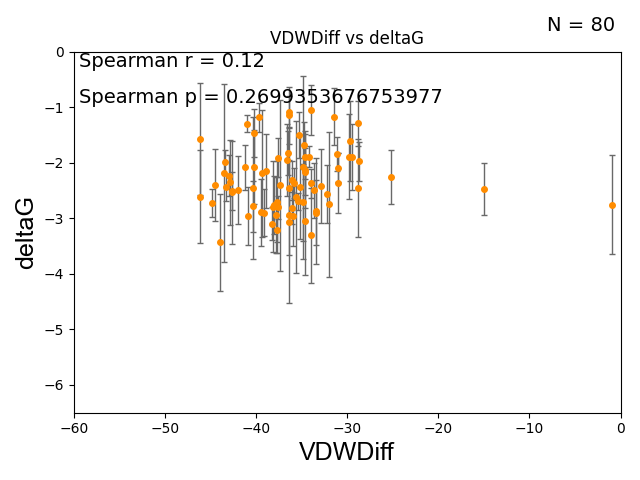 N = 80
VDWDiff vs deltaG
Spearman r = 0.12
Spearman p = 0.2699353676753977
0
−1
−2
−3
−4
−5
−6
deltaG
−60 −50 −40 −30 −20 −10 0
VDWDiff